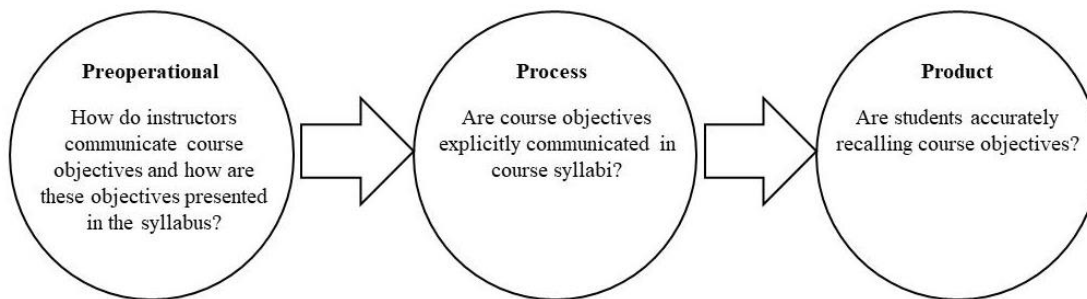 Preoperational
How do instructors
communicate course
objectives and how are
these objectives presented
in the syllabus?
Process
Are course objectives
explicitly communicated in
course syllabi?
Product
Are students accurately
recalling course objectives?